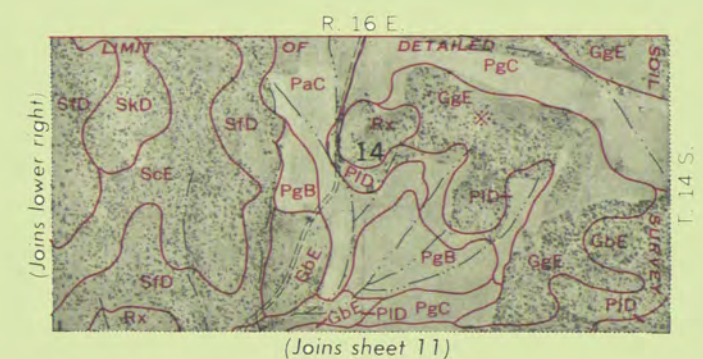 R. 16 E.
LIMIT OF DETAILED SOIL SURVEY
GgE
PgC
PaC
GgE
SfD
SkD
SfD
Rx
14
ScE
PlD
PgB
PlD
GbE
PgB
GbE
GgE
SfD
Rx
GbE
PlD
PgC
PlD
(Joins lower right)
T. 14 S.
(Joins sheet 11)